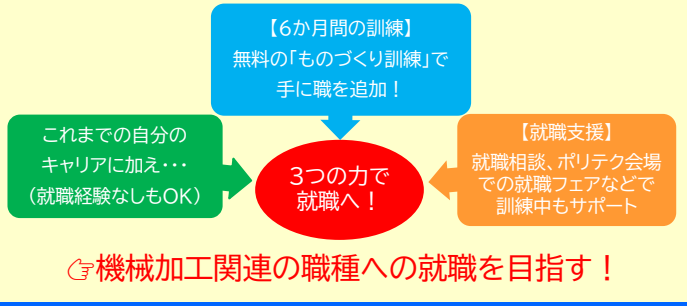 【6か月間の訓練】
無料の「ものづくり訓練」で
手に職を追加！
これまでの自分の
キャリアに加え・・・
（就職経験なしもOK）
3つの力で
就職へ！
【就職支援】
就職相談、ポリテク会場
での就職フェアなどで
訓練中もサポート
☞機械加工関連の職種への就職を目指す！